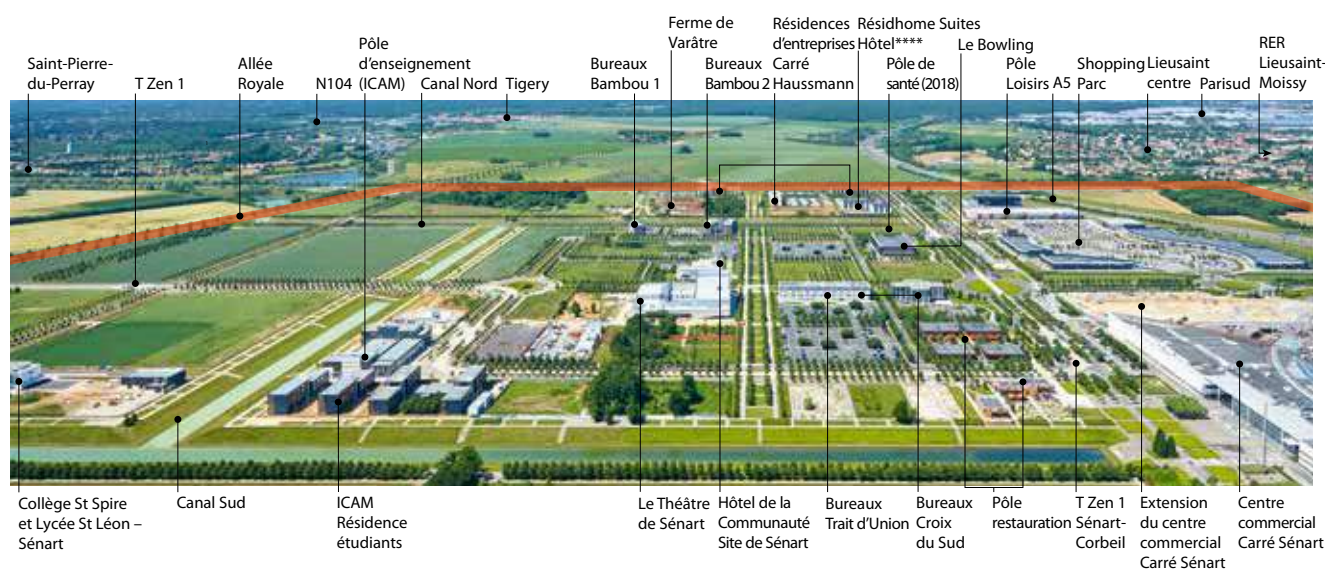 Saint-Pierre-
du-Perray
T Zen 1
Allée
Royale
N104
Pôle
d'enseignement
(ICAM)
Canal Nord
Tigery
Bureaux
Bambou 1
Ferme de
Varâtre
Bureaux
Bambou 2
Résidences
d'entreprises
Carré
Haussmann
Résidhome Suites
Hôtel****
Pôle de
santé (2018)
Le Bowling
Pôle
Loisirs
A5
Shopping
Parc
Lieusaint
centre
Parisud
RER
Lieusaint-
Moissy
Collège St Spire
et Lycée St Léon –
Sénart
Canal Sud
ICAM
Résidence
étudiants
Le Théâtre
de Sénart
Hôtel de la
Communauté
Site de Sénart
Bureaux
Trait d'Union
Bureaux
Croix
du Sud
Pôle
restauration
T Zen 1
Sénart-
Corbeil
Extension
du centre
commercial
Carré Sénart
Centre
commercial
Carré Sénart